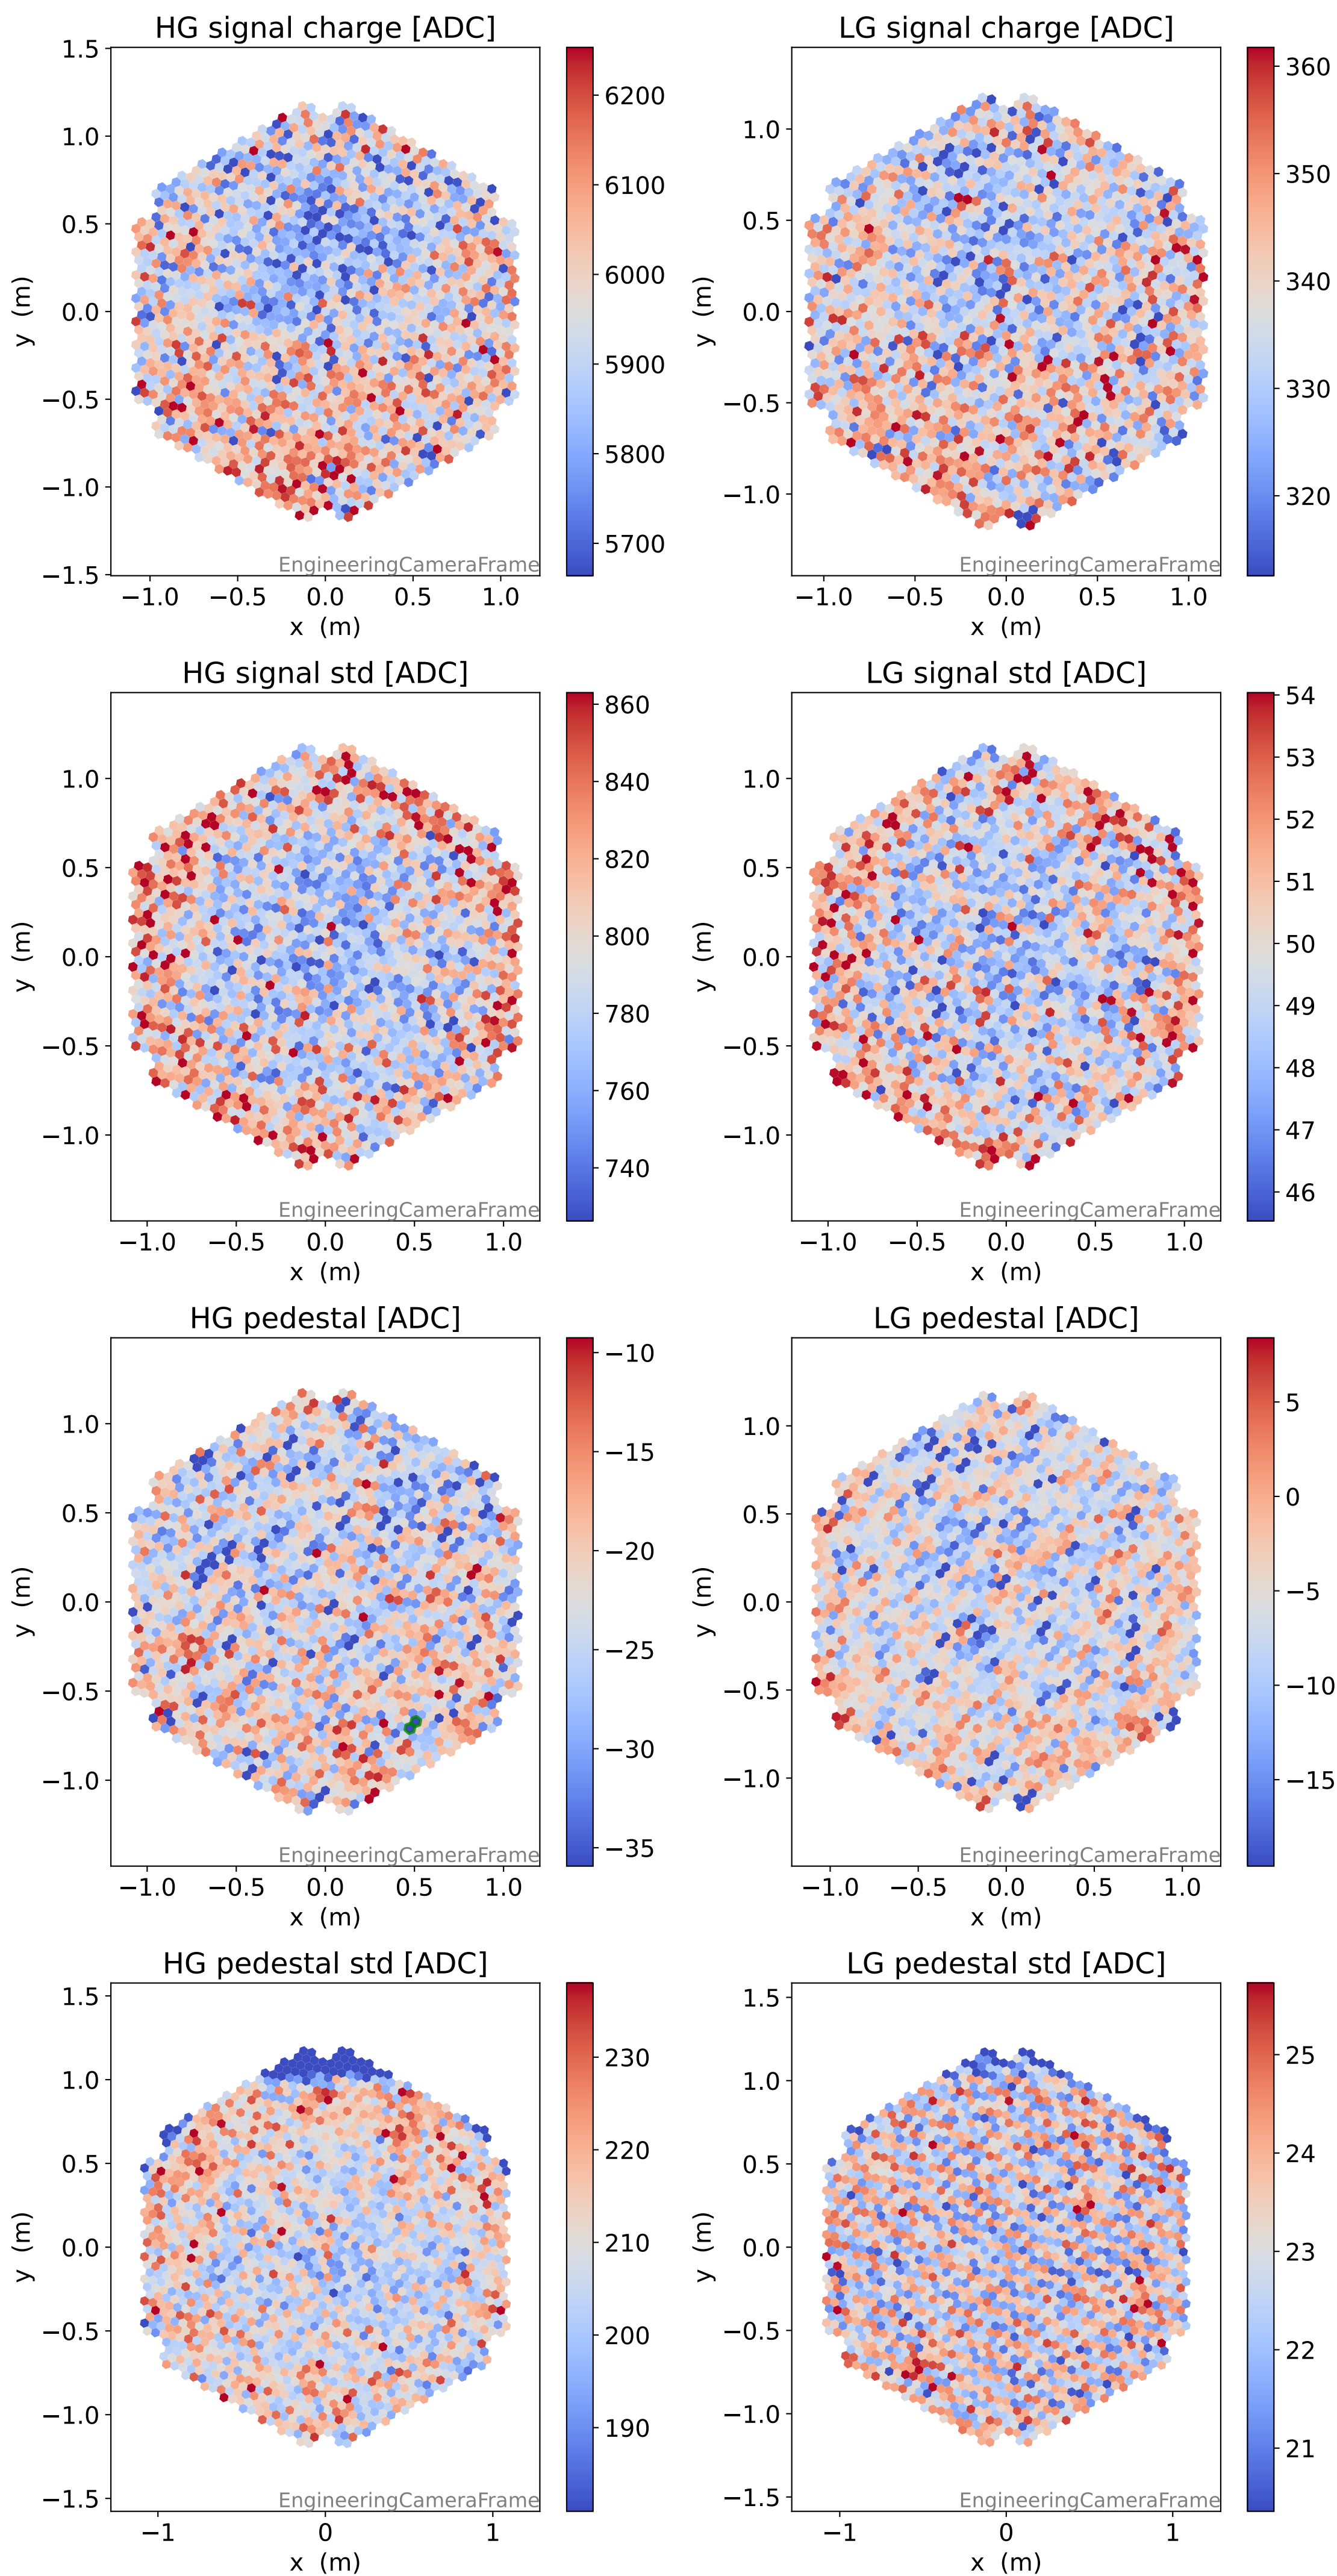 HG signal charge [ADC]
LG signal charge [ADC]
1.5
1.0
0.5
0.0
−0.5
−1.0
−1.5
y (m)
−1.0 −0.5 0.0 0.5 1.0
x (m)
EngineeringCameraFrame
6200
6100
6000
5900
5800
5700
1.0
0.5
0.0
−0.5
−1.0
y (m)
−1.0 −0.5 0.0 0.5 1.0
x (m)
EngineeringCameraFrame
360
350
340
330
320
HG signal std [ADC]
LG signal std [ADC]
1.0
0.5
0.0
−0.5
−1.0
y (m)
−1.0 −0.5 0.0 0.5 1.0
x (m)
EngineeringCameraFrame
860
840
820
800
780
760
740
1.0
0.5
0.0
−0.5
−1.0
y (m)
−1.0 −0.5 0.0 0.5 1.0
x (m)
EngineeringCameraFrame
54
53
52
51
50
49
48
47
46
HG pedestal [ADC]
LG pedestal [ADC]
1.0
0.5
0.0
−0.5
−1.0
y (m)
−1.0 −0.5 0.0 0.5 1.0
x (m)
EngineeringCameraFrame
−10
−15
−20
−25
−30
−35
1.0
0.5
0.0
−0.5
−1.0
y (m)
−1.0 −0.5 0.0 0.5 1.0
x (m)
EngineeringCameraFrame
5
0
−5
−10
−15
HG pedestal std [ADC]
LG pedestal std [ADC]
1.5
1.0
0.5
0.0
−0.5
−1.0
−1.5
y (m)
−1 0 1
x (m)
EngineeringCameraFrame
230
220
210
200
190
1.5
1.0
0.5
0.0
−0.5
−1.0
−1.5
y (m)
−1 0 1
x (m)
EngineeringCameraFrame
25
24
23
22
21